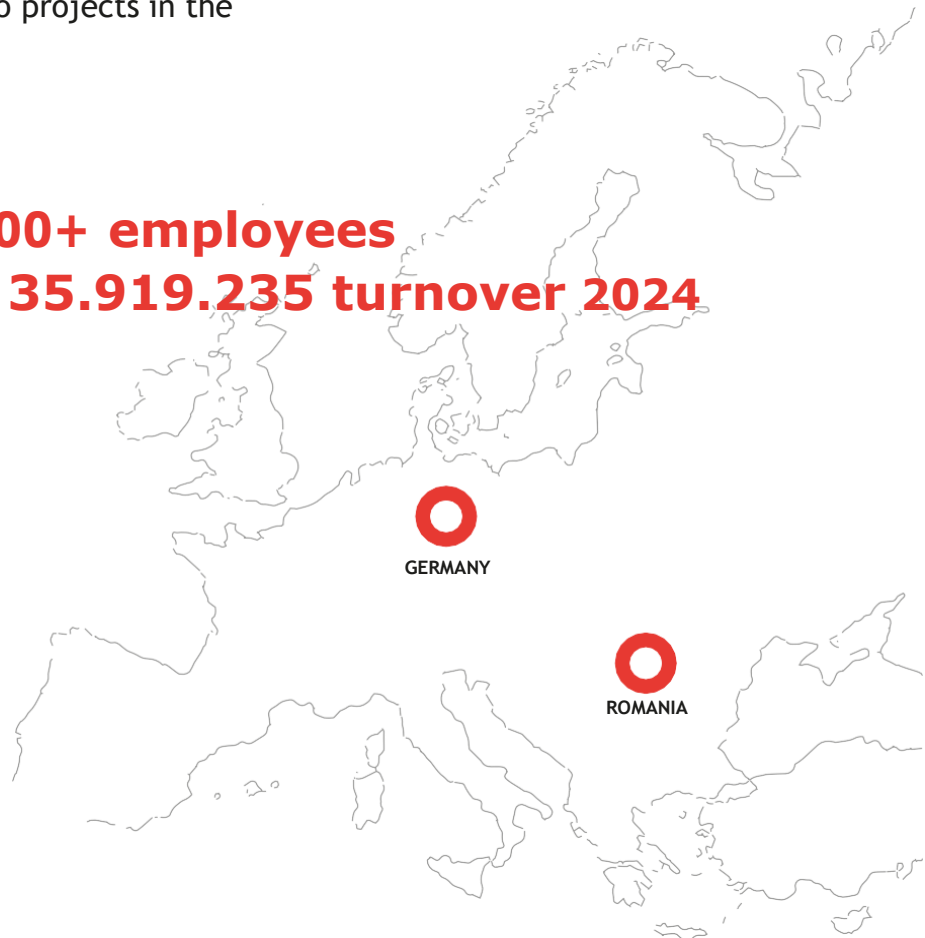 projects in the
00+ employees
35.919.235 turnover 2024
GERMANY
ROMANIA